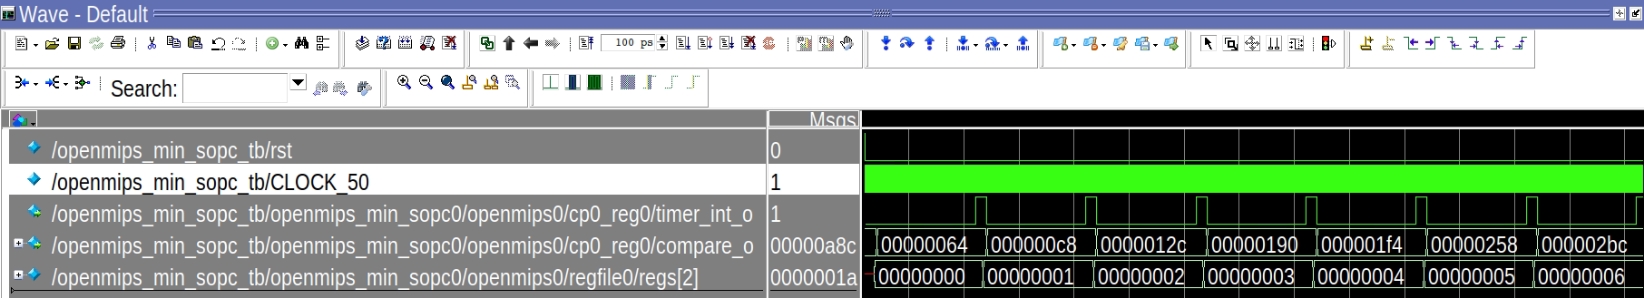 Wave - Default
100 ps
Search:
Msgs
/openmips_min_sopc_tb/rst 0
/openmips_min_sopc_tb/CLOCK_50 1
/openmips_min_sopc_tb/openmips_min_sopc0/openmips0/cp0_reg0/timer_int_o 1
/openmips_min_sopc_tb/openmips_min_sopc0/openmips0/cp0_reg0/compare_o 00000a8c 00000064 000000c8 0000012c 00000190 000001f4 00000258 000002bc
/openmips_min_sopc_tb/openmips_min_sopc0/openmips0/regfile0/regs[2] 0000001a 00000000 00000001 00000002 00000003 00000004 00000005 00000006